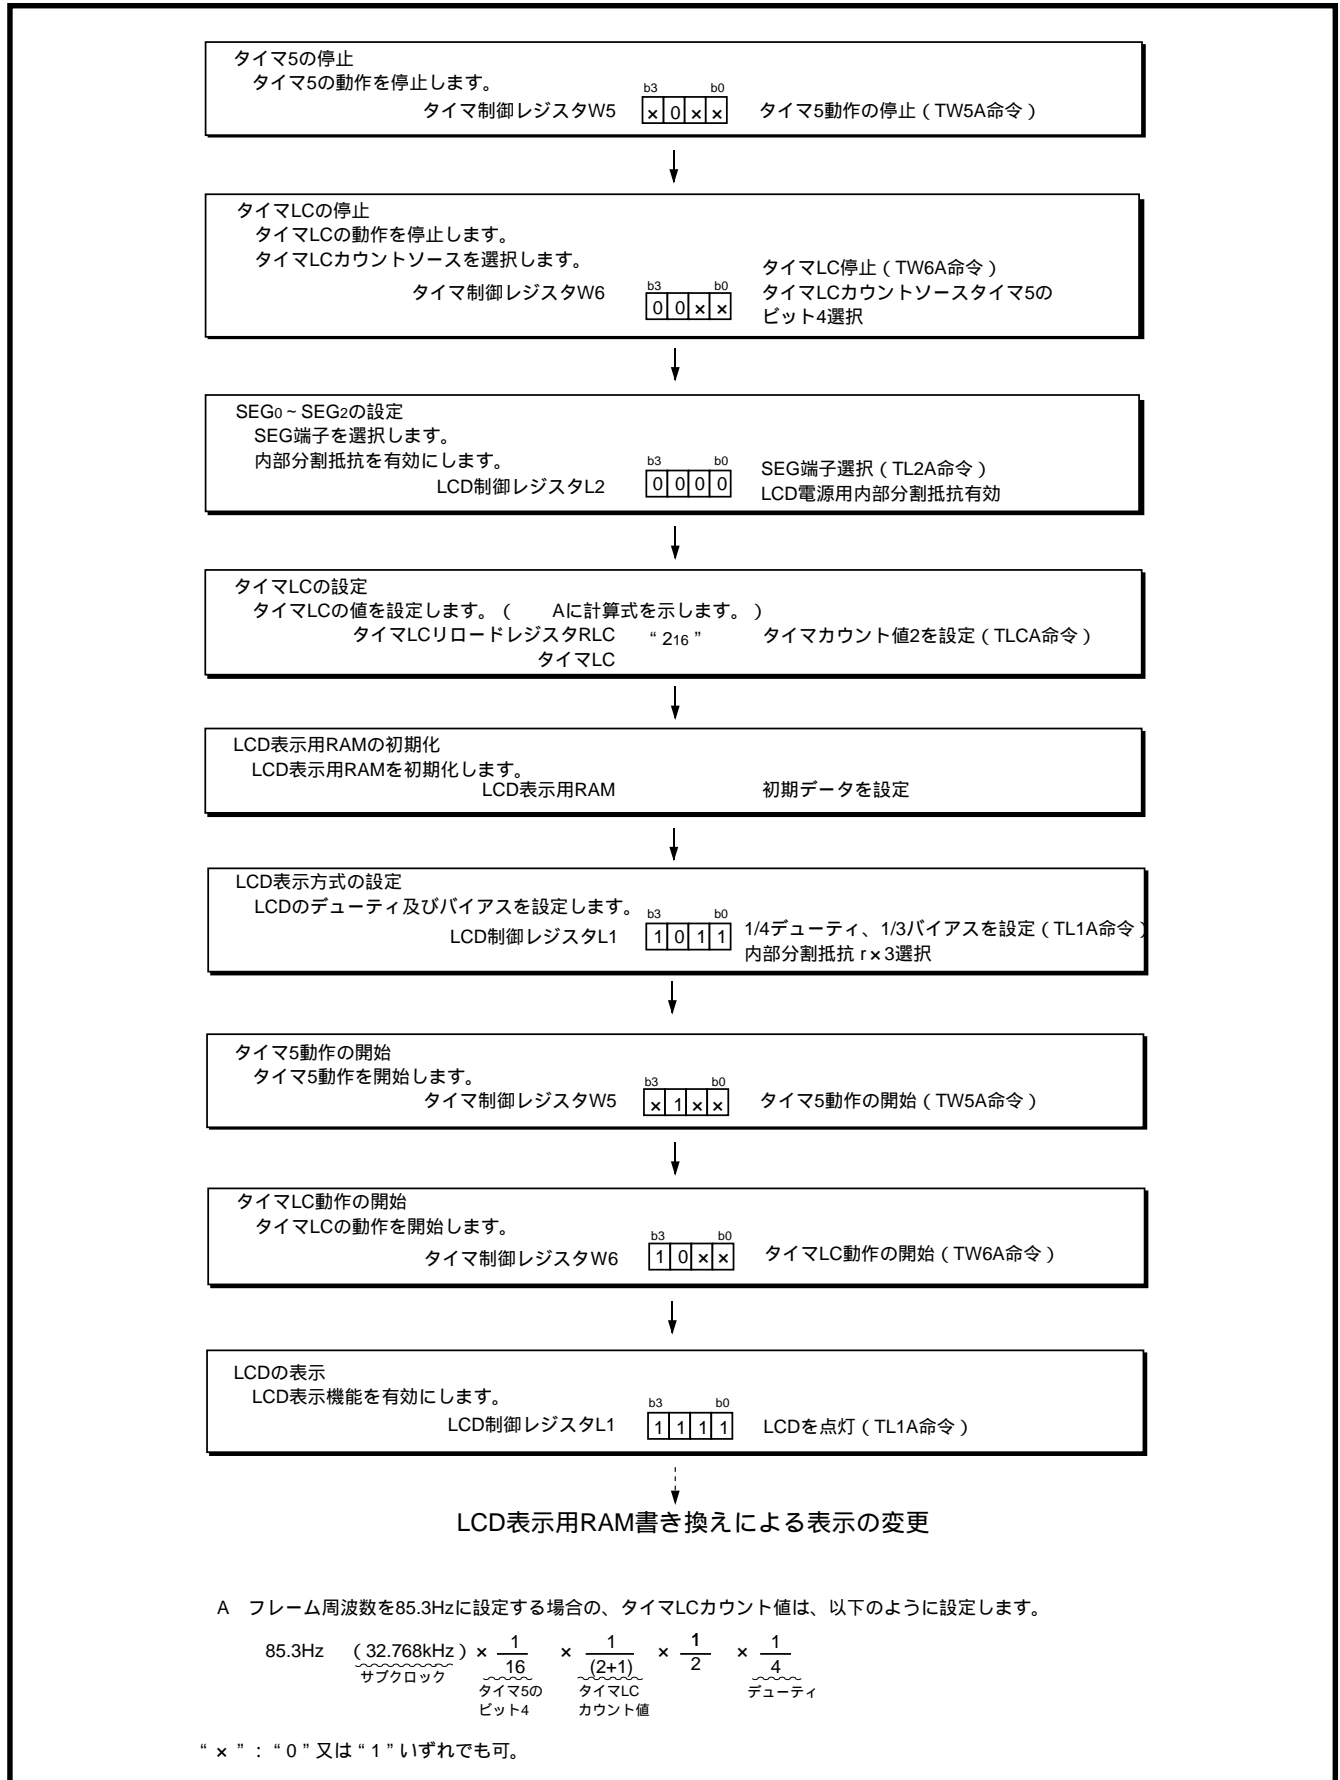 タイマ5の停止
タイマ5の動作を停止します。
b3 b0
タイマ制御レジスタW5 × 0 × × タイマ5動作の停止(TW5A命令)
タイマLCの停止
タイマLCの動作を停止します。
タイマLCカウントソースを選択します。
タイマLC停止(TW6A命令)
b3 b0
タイマ制御レジスタW6 0 0 × × タイマLCカウントソースタイマ5の
ビット4選択
SEG0~SEG2の設定
SEG端子を選択します。
内部分割抵抗を有効にします。
b3 b0
SEG端子選択(TL2A命令)
LCD制御レジスタL2 0 0 0 0
LCD電源用内部分割抵抗有効
タイマLCの設定
タイマLCの値を設定します。( Aに計算式を示します。)
タイマLCリロードレジスタRLC “216” タイマカウント値2を設定(TLCA命令)
タイマLC
LCD表示用RAMの初期化
LCD表示用RAMを初期化します。
LCD表示用RAM 初期データを設定
LCD表示方式の設定
LCDのデューティ及びバイアスを設定します。
b3 b0
LCD制御レジスタL1 1 0 1 1 1/4デューティ、1/3バイアスを設定(TL1A命令)
内部分割抵抗 r×3選択
タイマ5動作の開始
タイマ5動作を開始します。
b3 b0
タイマ制御レジスタW5 × 1 × × タイマ5動作の開始(TW5A命令)
タイマLC動作の開始
タイマLCの動作を開始します。
b3 b0
タイマ制御レジスタW6 1 0 × × タイマLC動作の開始(TW6A命令)
LCDの表示
LCD表示機能を有効にします。
b3 b0
LCD制御レジスタL1 1 1 1 1 LCDを点灯(TL1A命令)
LCD表示用RAM書き換えによる表示の変更
A フレーム周波数を85.3Hzに設定する場合の、タイマLCカウント値は、以下のように設定します。
85.3Hz (32.768kHz)× 1/16 × 1/(2+1) × 1/2 × 1/4
サブクロック タイマ5の タイマLC デューティ
ビット4 カウント値
“×”:“0”又は“1”いずれでも可。